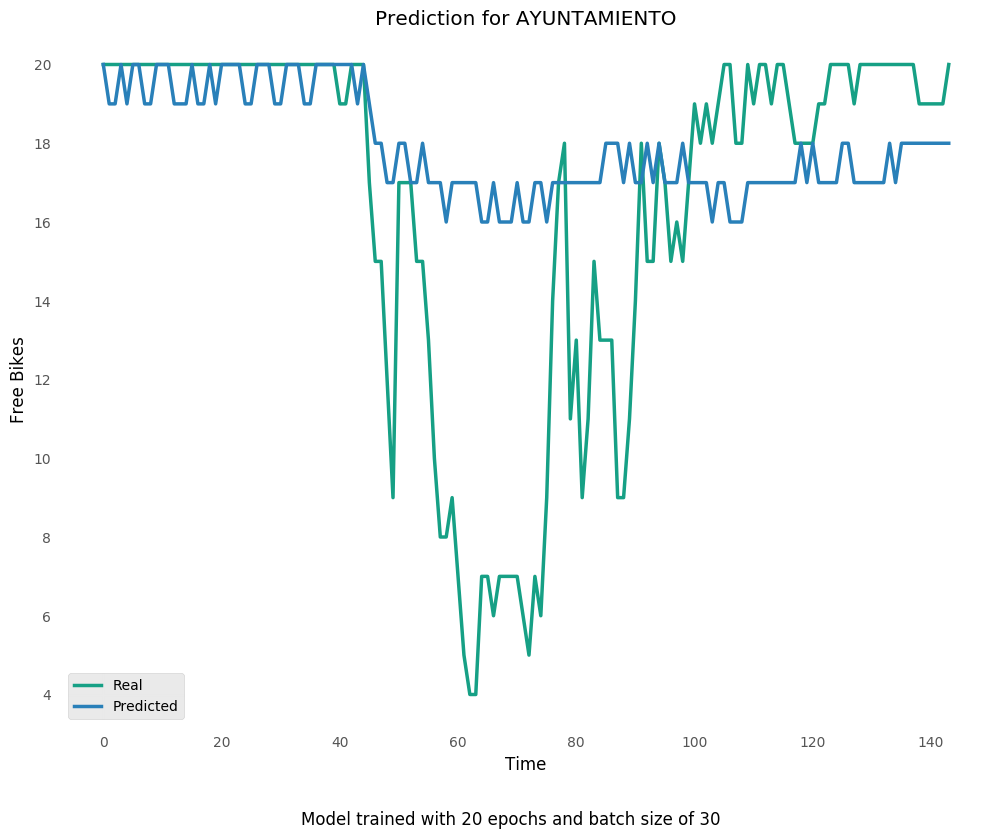 Prediction for AYUNTAMIENTO
20
18
16
14
12
10
8
6
4
Free Bikes
Real
Predicted
0 20 40 60 80 100 120 140
Time
Model trained with 20 epochs and batch size of 30